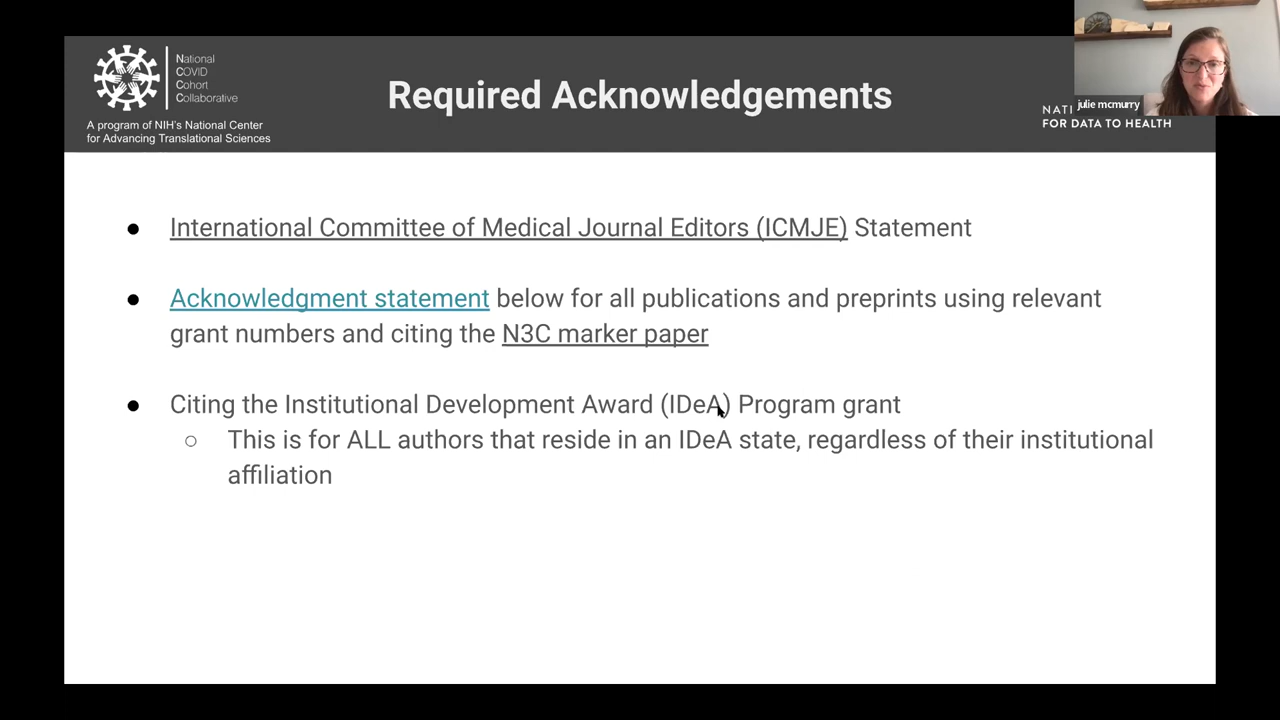 National
COVID
Cohort
Collaborative
A program of NIH's National Center
for Advancing Translational Sciences
Required Acknowledgements
NATI
FOR DATA TO HEALTH
julie mcmurry
● International Committee of Medical Journal Editors (ICMJE) Statement
● Acknowledgment statement below for all publications and preprints using relevant
grant numbers and citing the N3C marker paper
● Citing the Institutional Development Award (IDeA) Program grant
○ This is for ALL authors that reside in an IDeA state, regardless of their institutional
affiliation